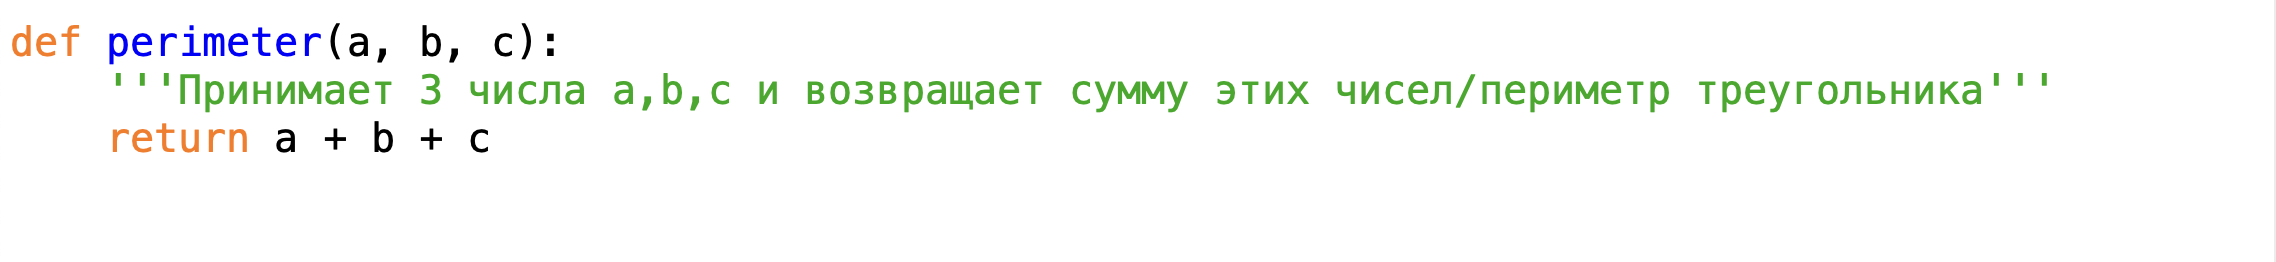 def perimeter(a, b, c):
    '''Принимает 3 числа a,b,c и возвращает сумму этих чисел/периметр треугольника'''
    return a + b + c